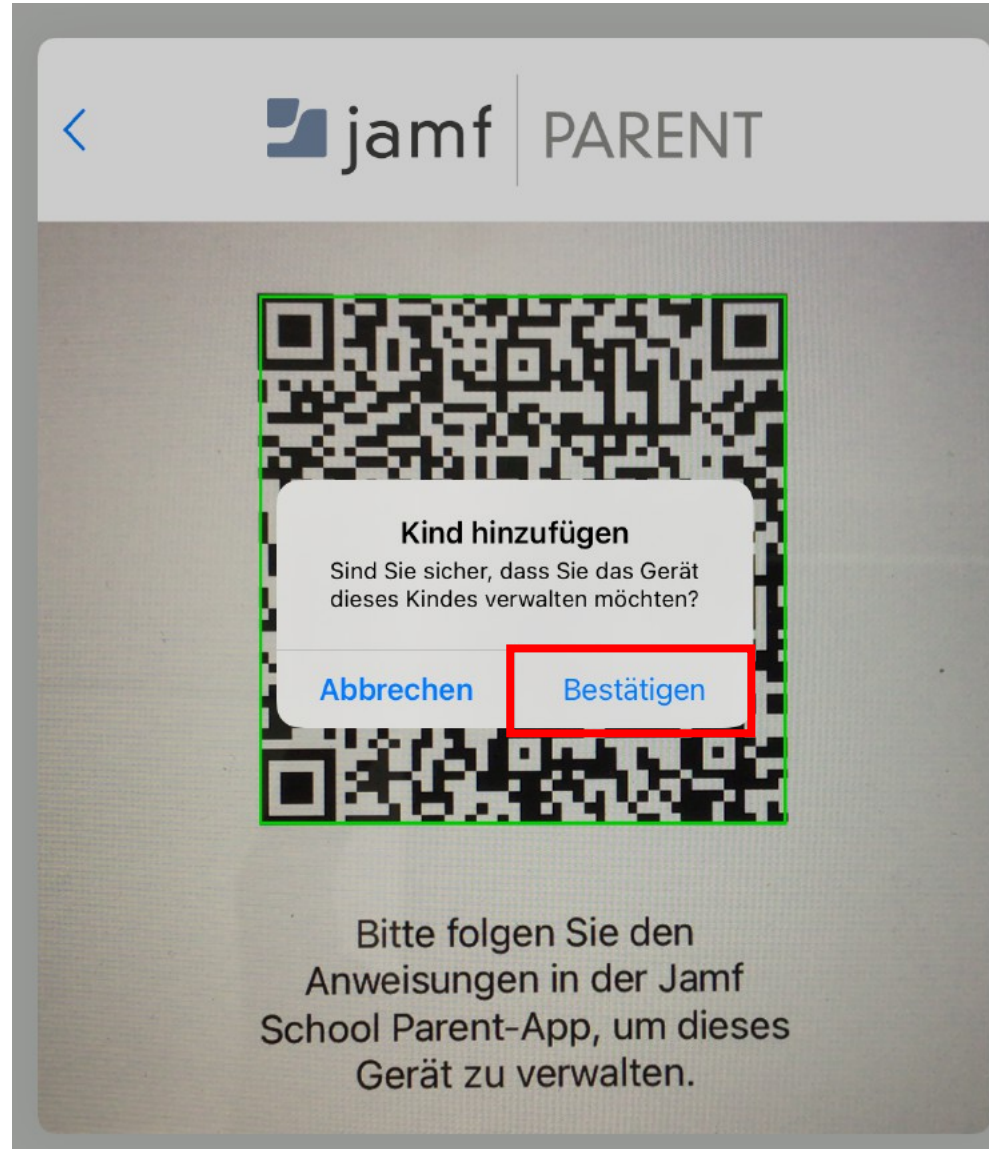 jamf PARENT
Kind hinzufügen
Sind Sie sicher, dass Sie das Gerät
dieses Kindes verwalten möchten?
Abbrechen Bestätigen
Bitte folgen Sie den
Anweisungen in der Jamf
School Parent-App, um dieses
Gerät zu verwalten.